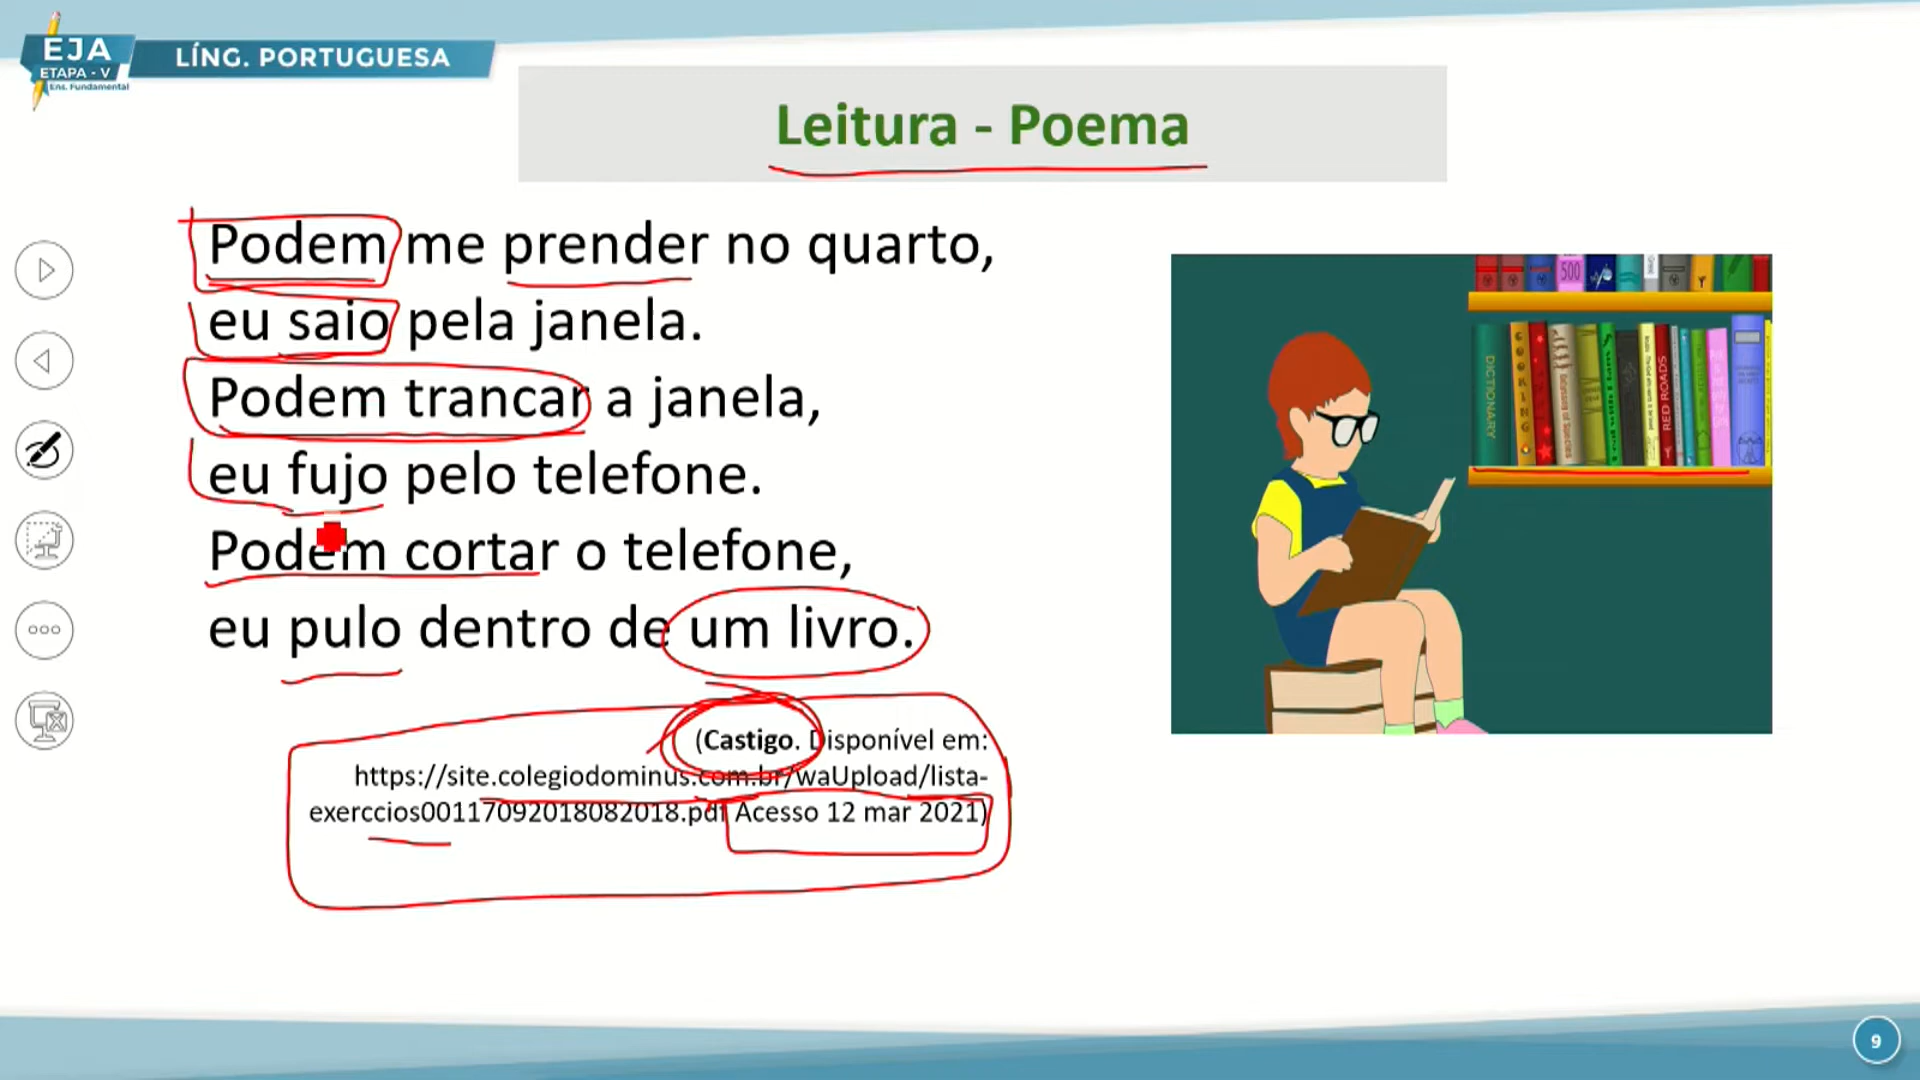 EJA
ETAPA - V
Ens. Fundamental
LÍNG. PORTUGUESA
Leitura - Poema
Podem me prender no quarto,
eu saio pela janela.
Podem trancar a janela,
eu fujo pelo telefone.
Podem cortar o telefone,
eu pulo dentro de um livro.
(Castigo. Disponível em:
https://site.colegiodominus.com.br/waUpload/lista-
exerccios00117092018082018.pdf Acesso 12 mar 2021)
500
DICTIONARY
COOKING
RED ROADS
9